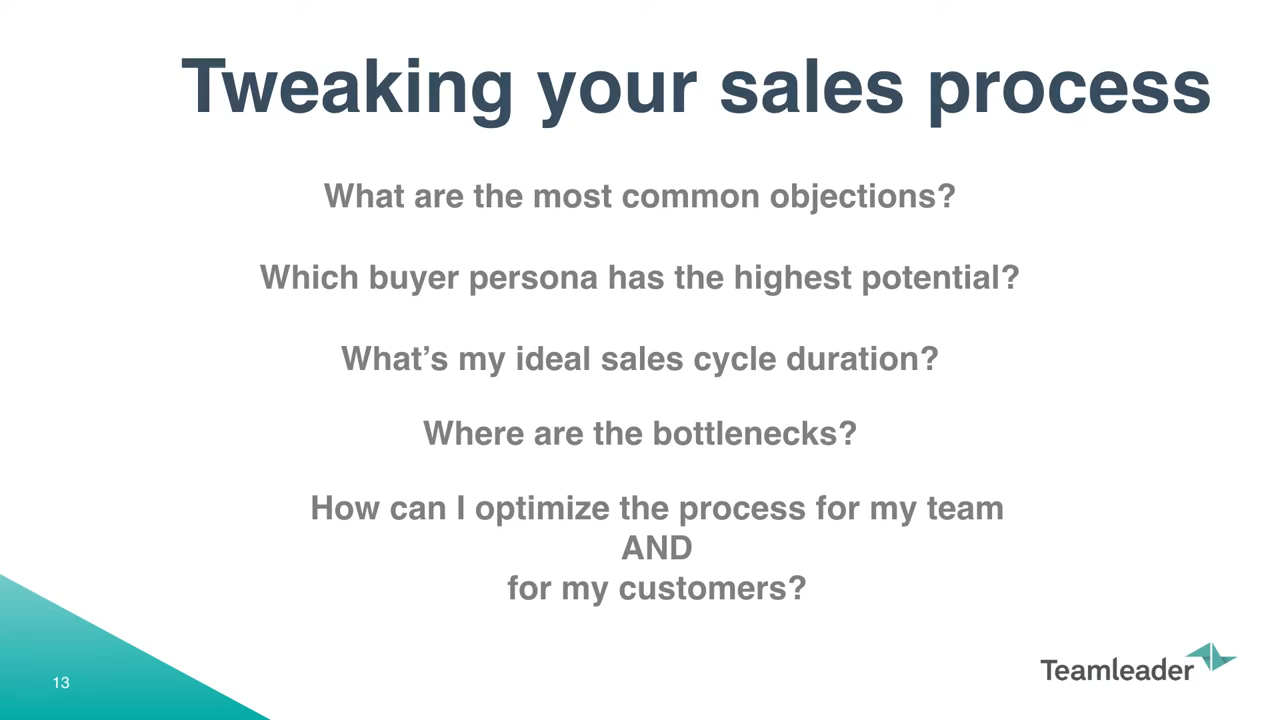 Tweaking your sales process
What are the most common objections?
Which buyer persona has the highest potential?
What’s my ideal sales cycle duration?
Where are the bottlenecks?
How can I optimize the process for my team
AND
for my customers?
13
Teamleader